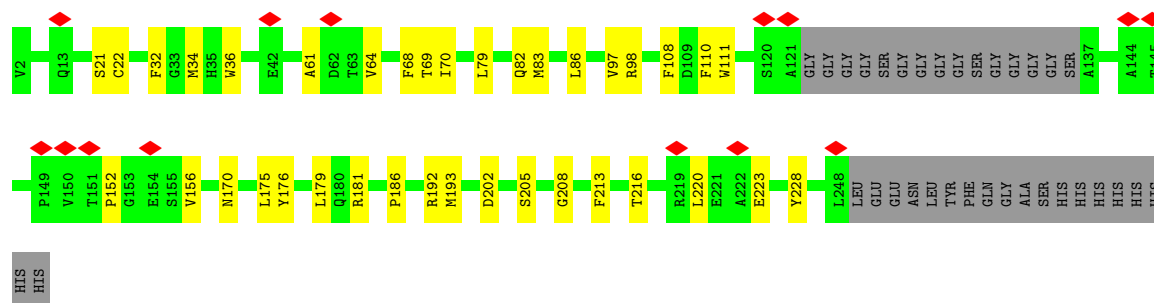 V2 Q13 S21 C22 F32 G33 M34 H35 W36 E42 A61 D62 T63 V64 F68 T69 I70 L79 Q82 M83 L86 V97 R98 F108 D109 F110 W111 S120 A121 GLY GLY GLY GLY SER GLY GLY GLY GLY SER GLY GLY GLY GLY SER A137 A144 T145
P149 V150 T151 P152 G153 E154 S155 V156 N170 L175 Y176 L179 Q180 R181 P186 R192 M193 D202 S205 G208 F213 T216 R219 L220 E221 A222 E223 Y228 L248 LEU GLU GLU ASN LEU TYR PHE GLN GLY ALA SER HIS HIS HIS HIS HIS HIS
HIS HIS